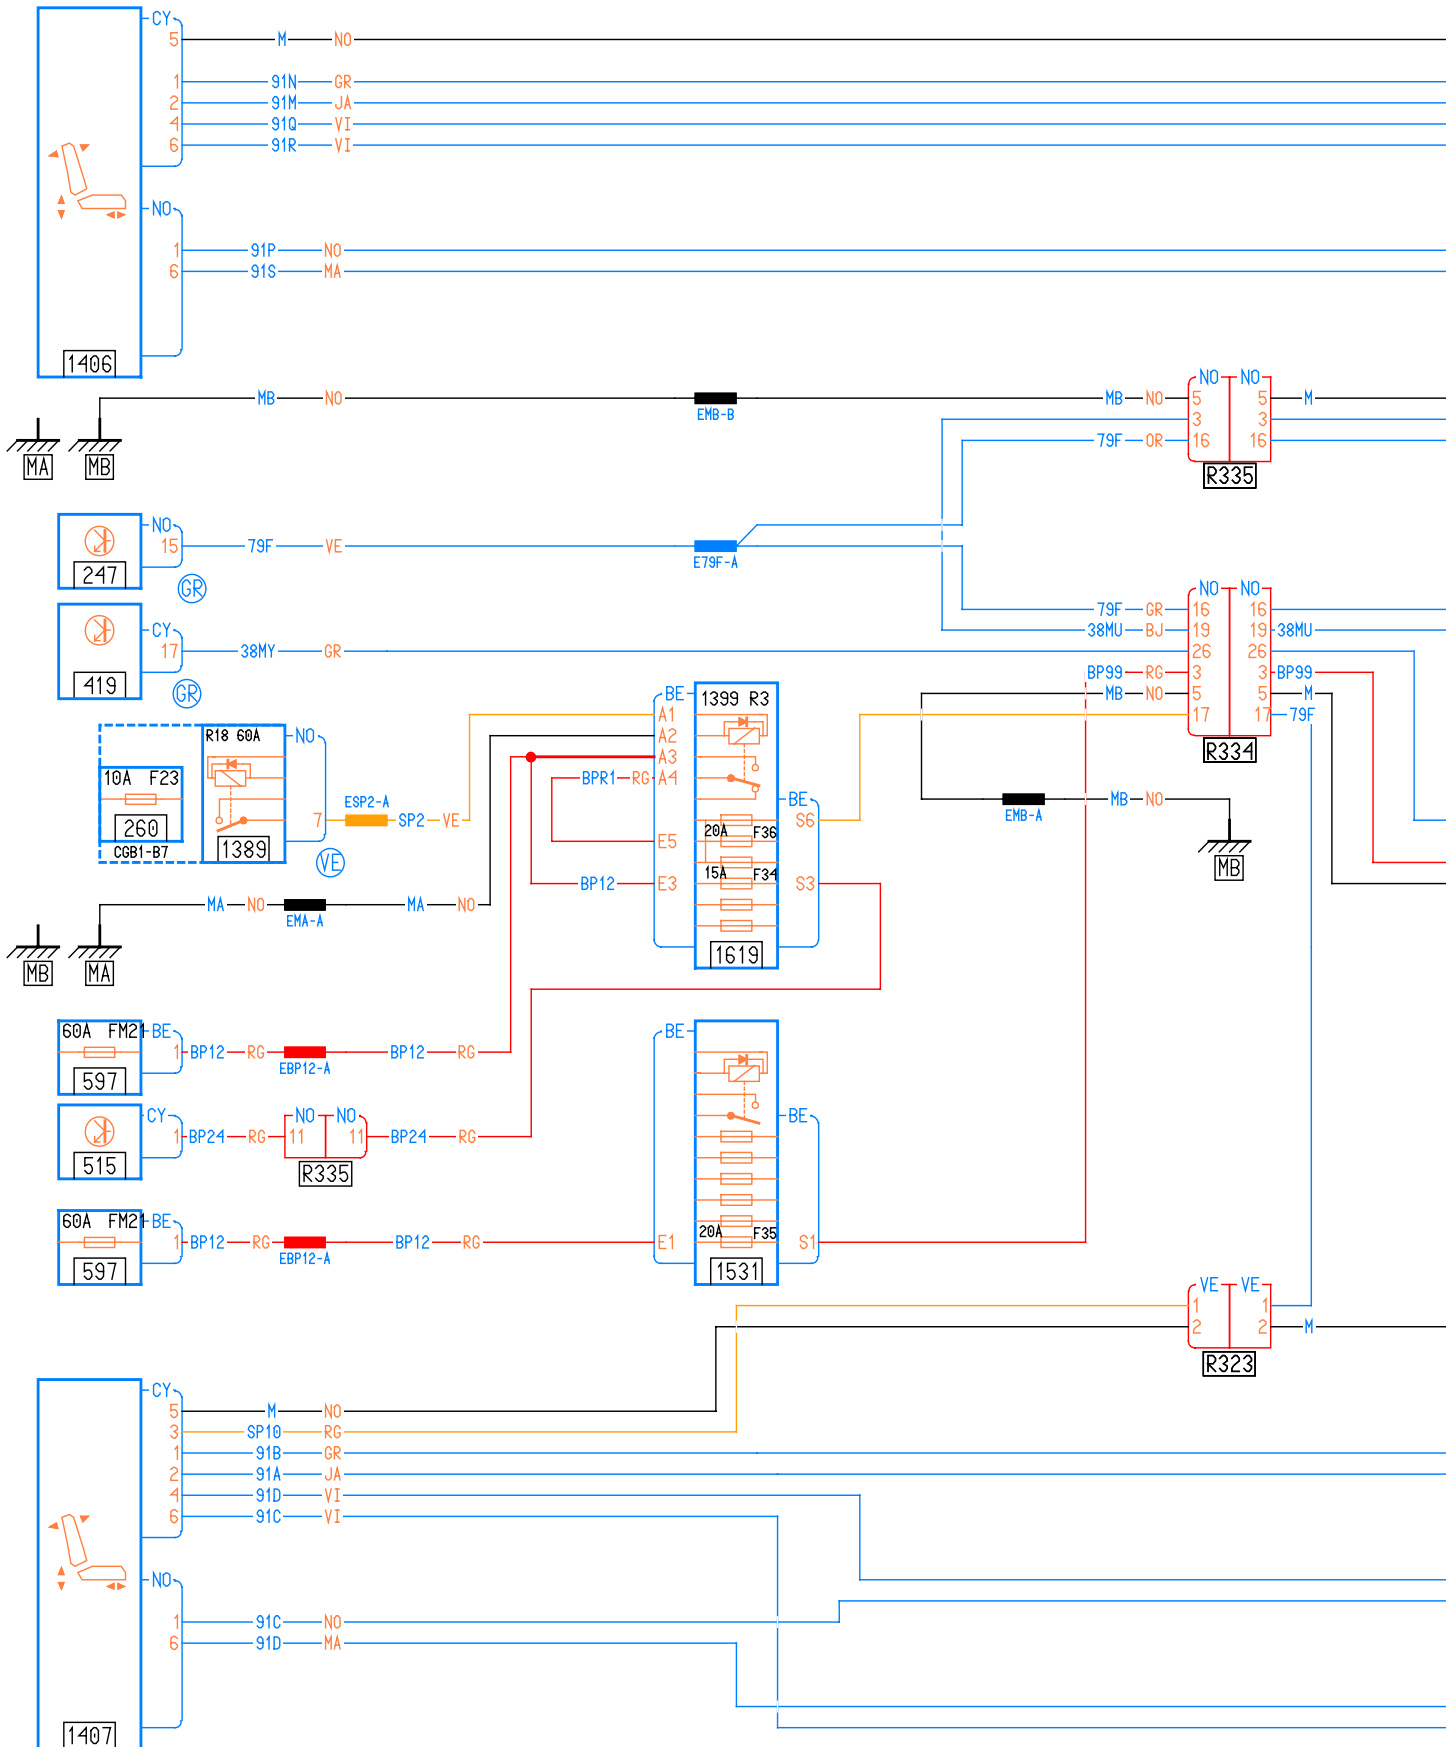 CY
5 M NO
1 91N GR
2 91M JA
4 91Q VI
6 91R VI
NO
1 91P NO
6 91S MA
1406
MB NO EMB-B MB NO
NO NO
5 5 M
3 3
79F OR 16 16
R335
MA MB
NO
15 79F VE E79F-A
247
GR
CY
17 38MY GR
419
GR
NO NO
79F GR 16 16
38MU BJ 19 19 38MU
26 26
BP99 RG 3 3 BP99
MB NO 5 5 M
17 17 79F
R334
BE 1399 R3
A1
A2
A3
BPR1 RG A4
E5
BP12 E3
BE
S6
20A F36
15A F34
S3
1619
R18 60A NO
10A F23
260
CGB1-B7
1389
7 ESP2-A SP2 VE
VE
EMB-A MB NO
MB
MA NO EMA-A MA NO
MB MA
60A FM21 BE
1 BP12 RG EBP12-A BP12 RG
597
CY
1 BP24 RG
515
NO NO
11 11 BP24 RG
R335
60A FM21 BE
1 BP12 RG EBP12-A BP12 RG E1
597
BE
BE
20A F35 S1
1531
VE VE
1 1
2 2 M
R323
CY
5 M NO
3 SP10 RG
1 91B GR
2 91A JA
4 91D VI
6 91C VI
NO
1 91C NO
6 91D MA
1407